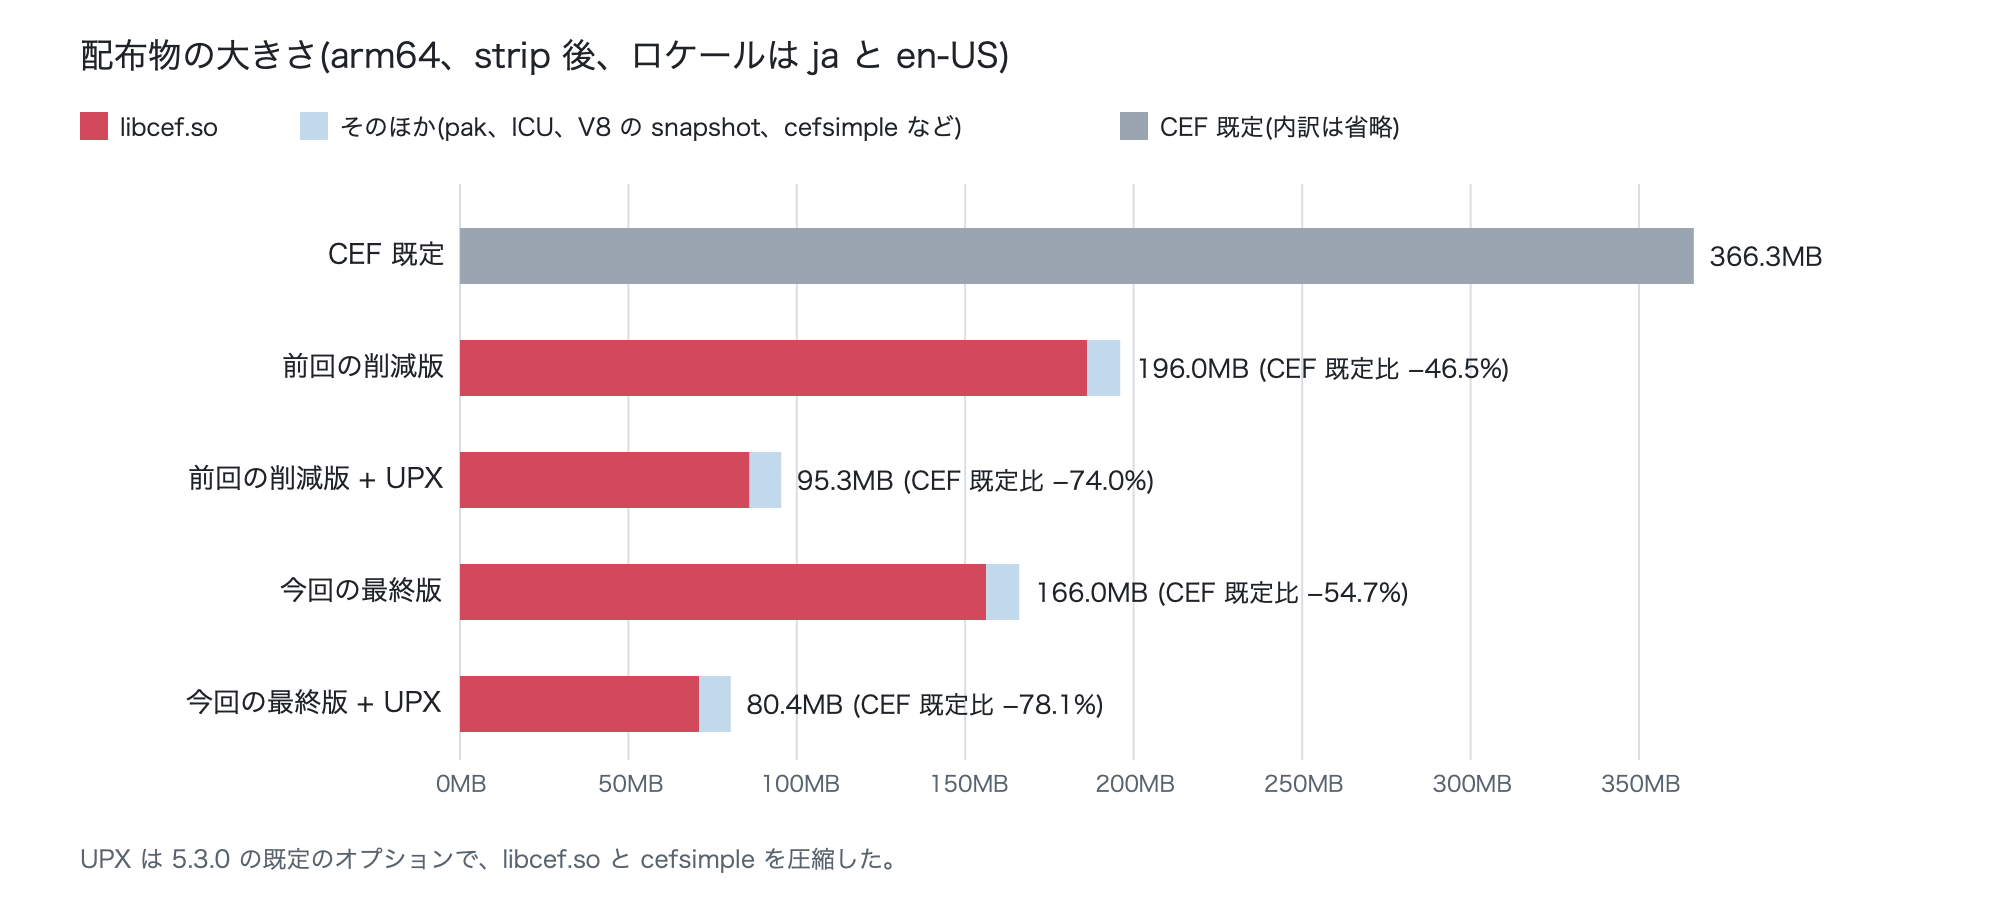 配布物の大きさ(arm64、strip 後、ロケールは ja と en-US)
libcef.so
そのほか(pak、ICU、V8 の snapshot、cefsimple など)
CEF 既定(内訳は省略)
CEF 既定
366.3MB
前回の削減版
196.0MB (CEF 既定比 −46.5%)
前回の削減版 + UPX
95.3MB (CEF 既定比 −74.0%)
今回の最終版
166.0MB (CEF 既定比 −54.7%)
今回の最終版 + UPX
80.4MB (CEF 既定比 −78.1%)
0MB
50MB
100MB
150MB
200MB
250MB
300MB
350MB
UPX は 5.3.0 の既定のオプションで、libcef.so と cefsimple を圧縮した。